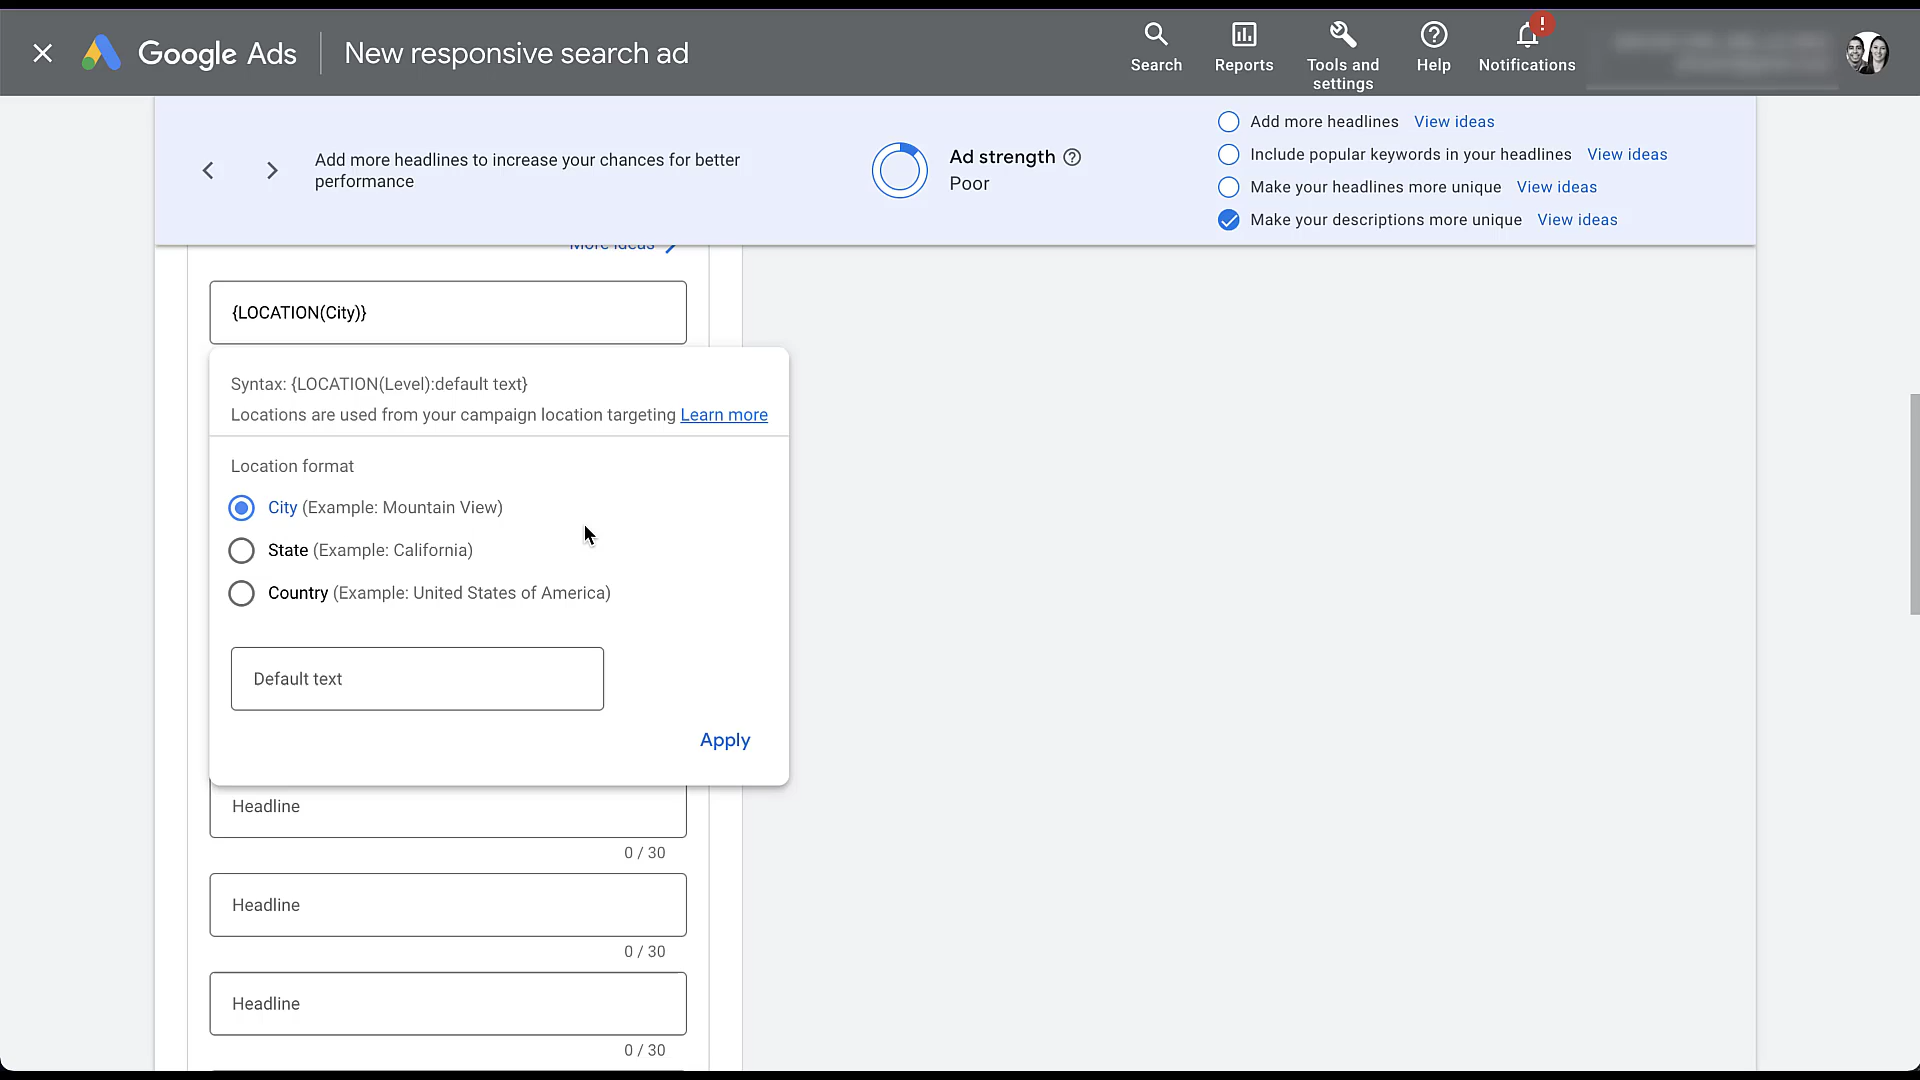 Google Ads
New responsive search ad
Search
Reports
Tools and
settings
Help
!
Notifications
Add more headlines to increase your chances for better
performance
Ad strength
Poor
Add more headlines View ideas
Include popular keywords in your headlines View ideas
Make your headlines more unique View ideas
Make your descriptions more unique View ideas
More ideas
{LOCATION(City)}
Syntax: {LOCATION(Level):default text}
Locations are used from your campaign location targeting Learn more
Location format
City (Example: Mountain View)
State (Example: California)
Country (Example: United States of America)
Default text
Apply
Headline
0 / 30
Headline
0 / 30
Headline
0 / 30